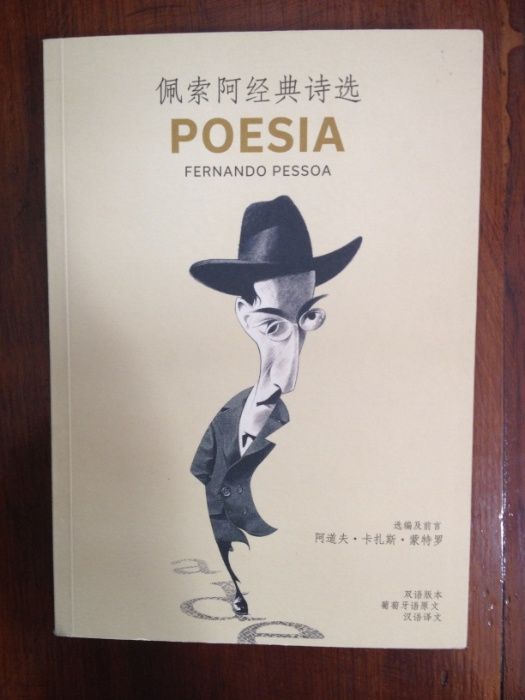 佩索阿经典诗选
POESIA
FERNANDO PESSOA
选编及前言
阿道夫·卡扎斯·蒙特罗
双语版本
葡萄牙语原文
汉语译文